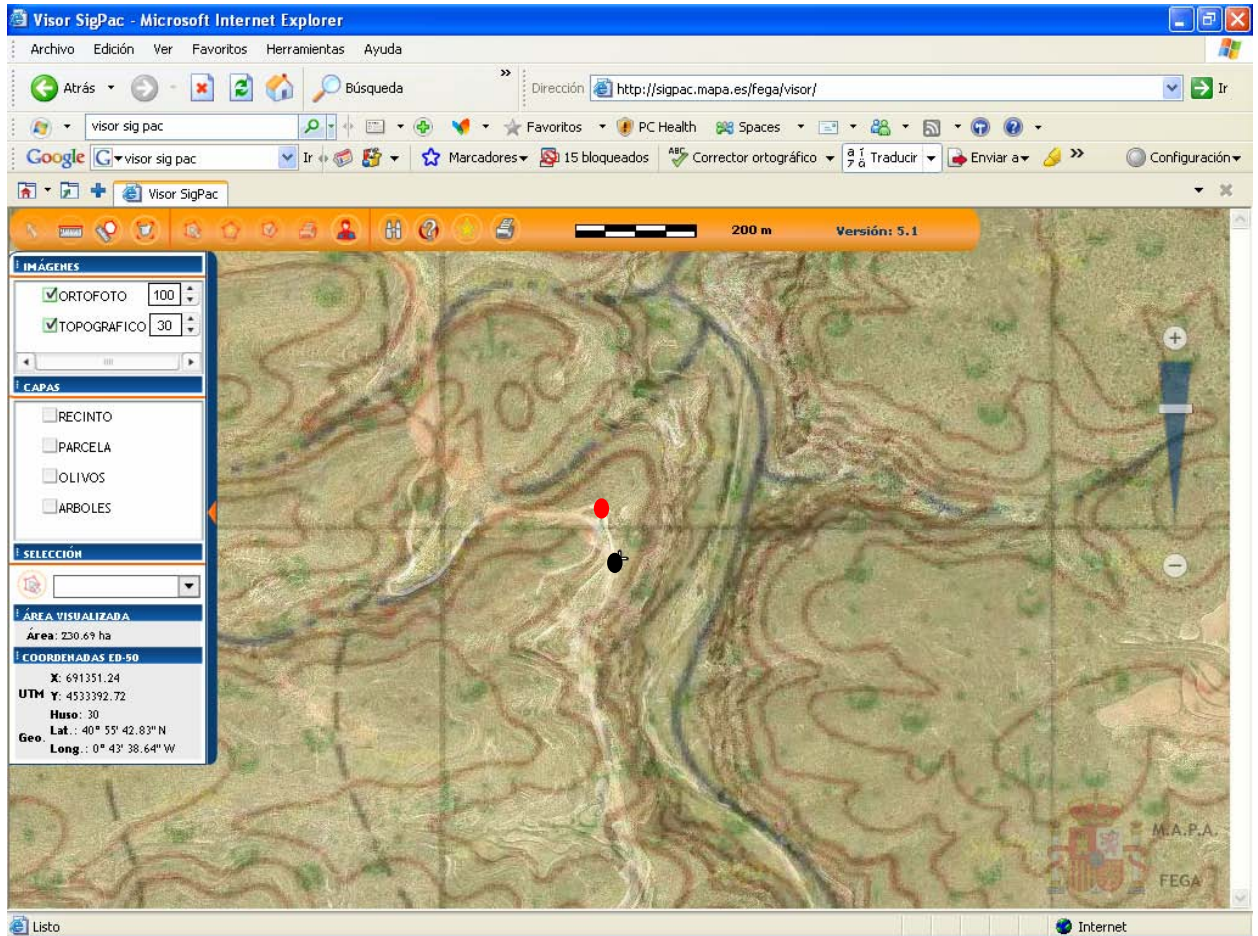 Visor SigPac - Microsoft Internet Explorer
Archivo Edición Ver Favoritos Herramientas Ayuda
Atrás Búsqueda » Dirección http://sigpac.mapa.es/fega/visor/ Ir
visor sig pac Favoritos PC Health Spaces
Google G visor sig pac Ir Marcadores 15 bloqueados ABC Corrector ortográfico Traducir Enviar a » Configuración
Visor SigPac
200 m Versión: 5.1
IMÁGENES
ORTOFOTO 100
TOPOGRAFICO 30
CAPAS
RECINTO
PARCELA
OLIVOS
ARBOLES
SELECCIÓN
ÁREA VISUALIZADA
Área: 230.69 ha
COORDENADAS ED-50
X: 691351.24
UTM Y: 4533392.72
Huso: 30
Geo. Lat.: 40° 55' 42.83" N
Long.: 0° 43' 38.64" W
M.A.P.A.
FEGA
Listo Internet